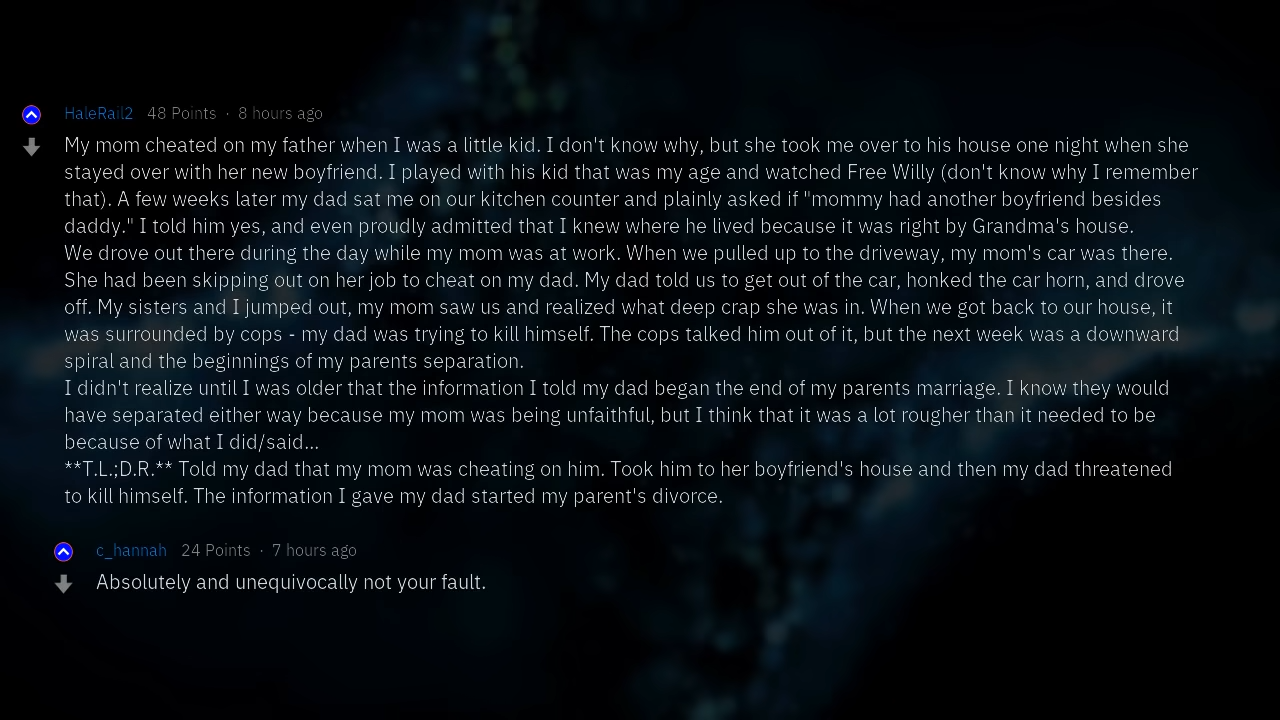 HaleRail2 48 Points · 8 hours ago
My mom cheated on my father when I was a little kid. I don't know why, but she took me over to his house one night when she
stayed over with her new boyfriend. I played with his kid that was my age and watched Free Willy (don't know why I remember
that). A few weeks later my dad sat me on our kitchen counter and plainly asked if "mommy had another boyfriend besides
daddy." I told him yes, and even proudly admitted that I knew where he lived because it was right by Grandma's house.
We drove out there during the day while my mom was at work. When we pulled up to the driveway, my mom's car was there.
She had been skipping out on her job to cheat on my dad. My dad told us to get out of the car, honked the car horn, and drove
off. My sisters and I jumped out, my mom saw us and realized what deep crap she was in. When we got back to our house, it
was surrounded by cops - my dad was trying to kill himself. The cops talked him out of it, but the next week was a downward
spiral and the beginnings of my parents separation.
I didn't realize until I was older that the information I told my dad began the end of my parents marriage. I know they would
have separated either way because my mom was being unfaithful, but I think that it was a lot rougher than it needed to be
because of what I did/said...
**T.L.;D.R.** Told my dad that my mom was cheating on him. Took him to her boyfriend's house and then my dad threatened
to kill himself. The information I gave my dad started my parent's divorce.
c_hannah 24 Points · 7 hours ago
Absolutely and unequivocally not your fault.